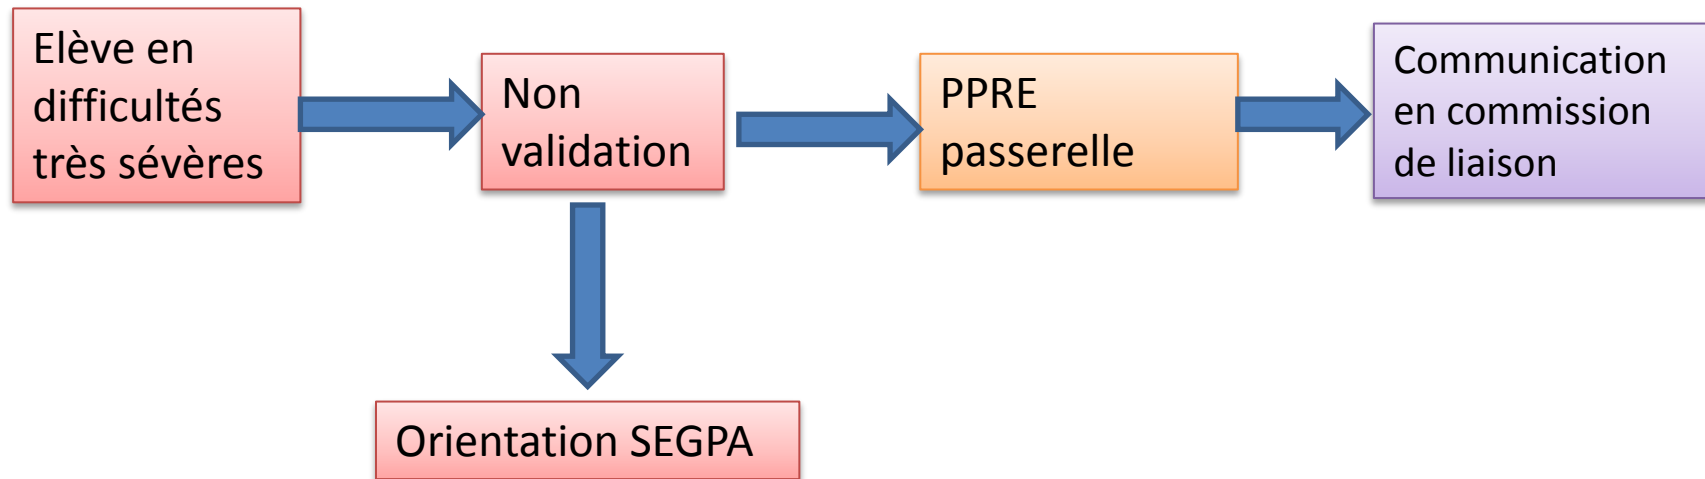 Elève en
difficultés
très sévères
Non
validation
PPRE
passerelle
Communication
en commission
de liaison
Orientation SEGPA